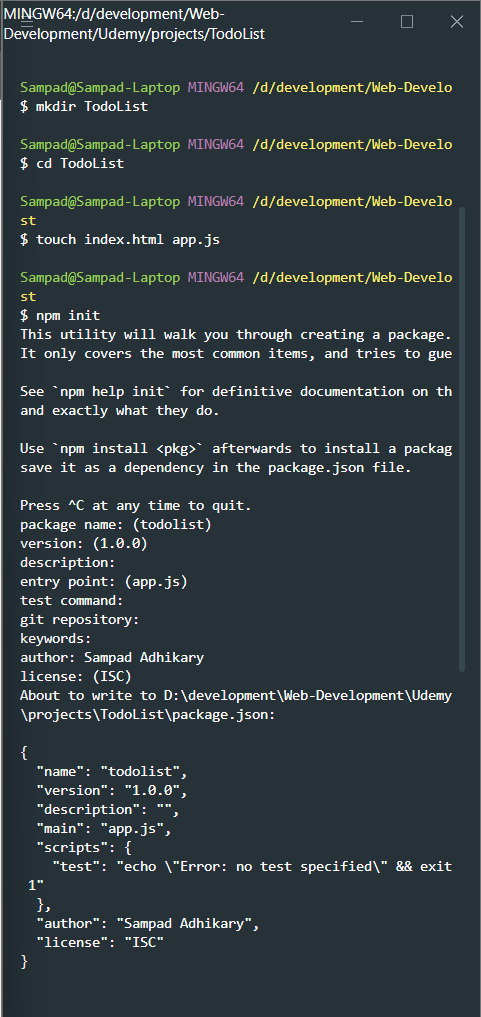 MINGW64:/d/development/Web-
Development/Udemy/projects/TodoList
Sampad@Sampad-Laptop MINGW64 /d/development/Web-Develo
$ mkdir TodoList
Sampad@Sampad-Laptop MINGW64 /d/development/Web-Develo
$ cd TodoList
Sampad@Sampad-Laptop MINGW64 /d/development/Web-Develo
st
$ touch index.html app.js
Sampad@Sampad-Laptop MINGW64 /d/development/Web-Develo
st
$ npm init
This utility will walk you through creating a package.
It only covers the most common items, and tries to gue
See `npm help init` for definitive documentation on th
and exactly what they do.
Use `npm install <pkg>` afterwards to install a packag
save it as a dependency in the package.json file.
Press ^C at any time to quit.
package name: (todolist)
version: (1.0.0)
description:
entry point: (app.js)
test command:
git repository:
keywords:
author: Sampad Adhikary
license: (ISC)
About to write to D:\development\Web-Development\Udemy
\projects\TodoList\package.json:
{
  "name": "todolist",
  "version": "1.0.0",
  "description": "",
  "main": "app.js",
  "scripts": {
    "test": "echo \"Error: no test specified\" && exit
 1"
  },
  "author": "Sampad Adhikary",
  "license": "ISC"
}